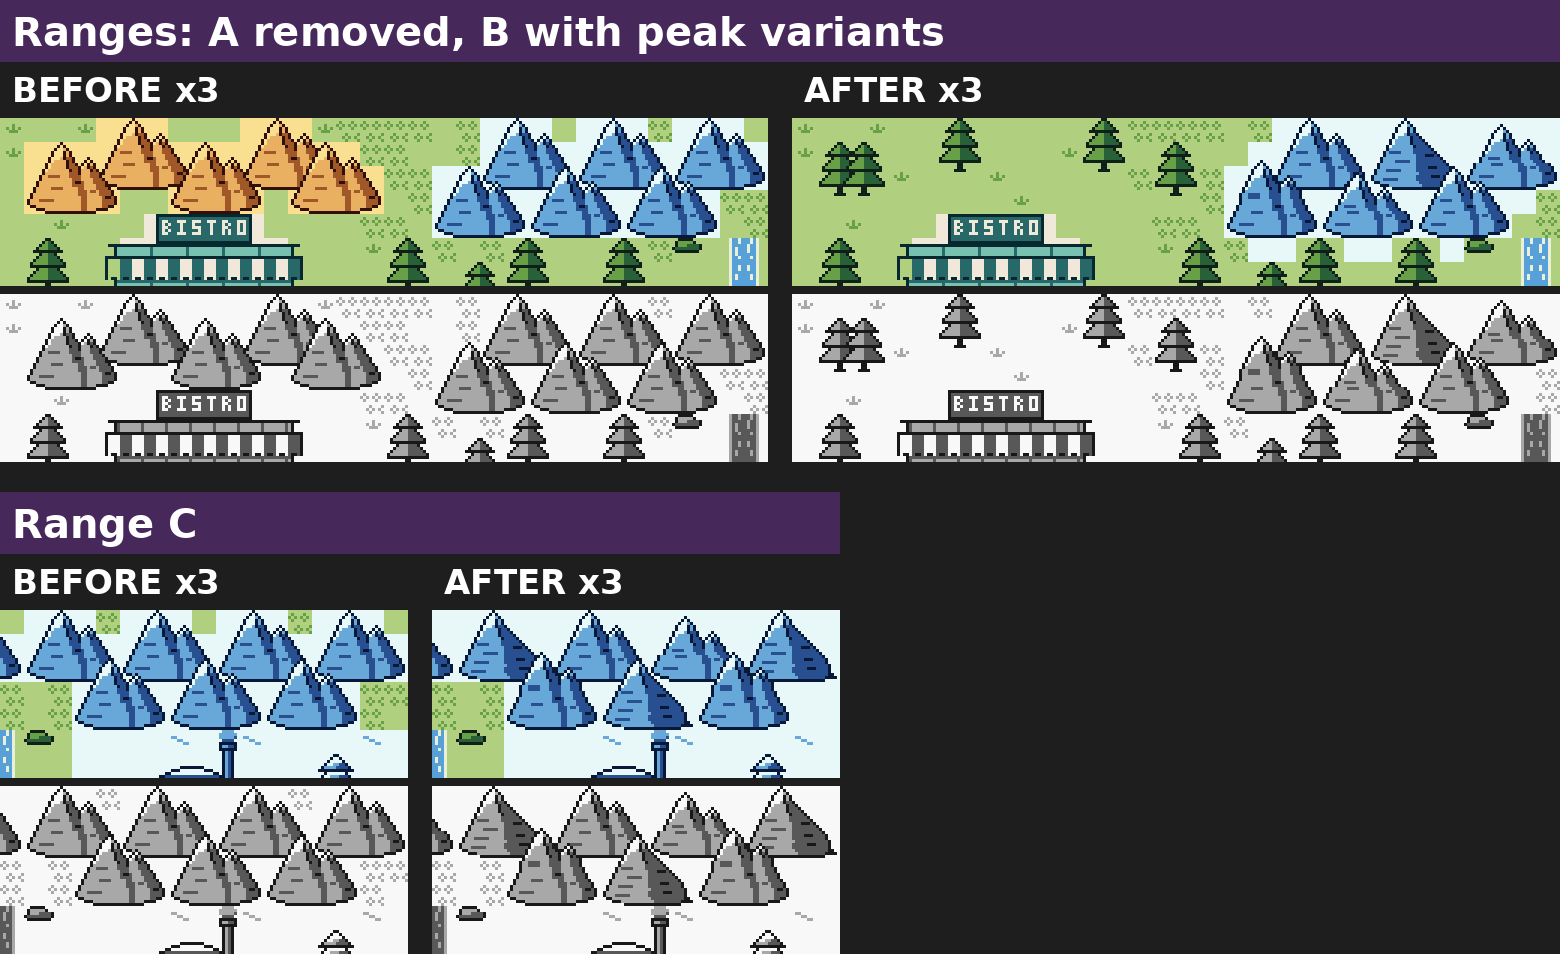 Ranges: A removed, B with peak variants
BEFORE x3
AFTER x3
BISTRO
BISTRO
BISTRO
BISTRO
Range C
BEFORE x3
AFTER x3